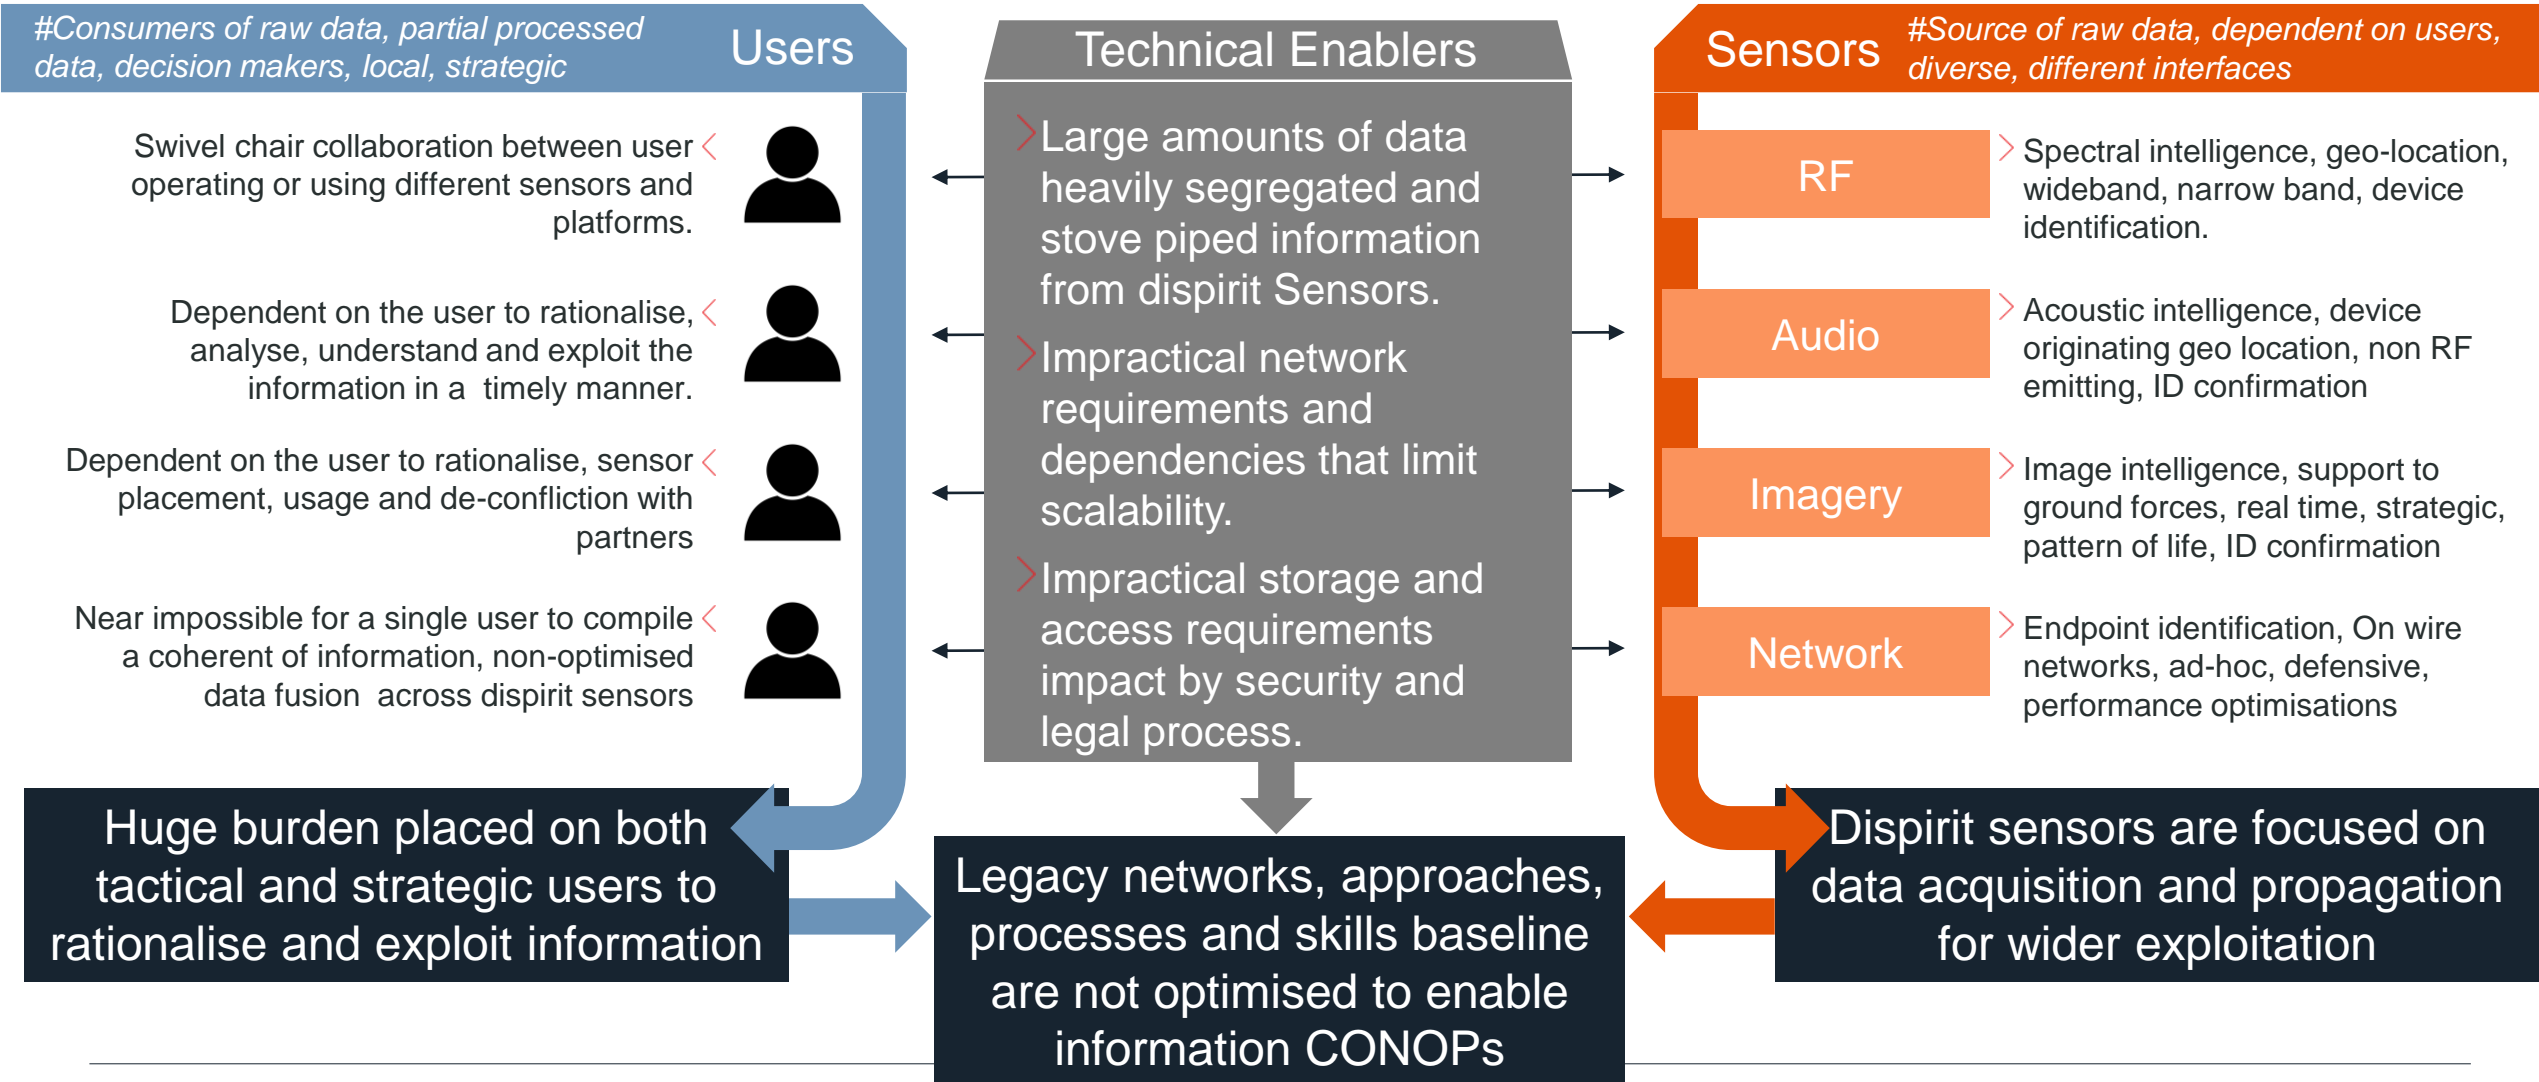 #Consumers of raw data, partial processed
data, decision makers, local, strategic
Users
Swivel chair collaboration between user
operating or using different sensors and
platforms.
Dependent on the user to rationalise,
analyse, understand and exploit the
information in a  timely manner.
Dependent on the user to rationalise, sensor
placement, usage and de-confliction with
partners
Near impossible for a single user to compile
a coherent of information, non-optimised
data fusion  across dispirit sensors
Huge burden placed on both
tactical and strategic users to
rationalise and exploit information
Technical Enablers
Large amounts of data
heavily segregated and
stove piped information
from dispirit Sensors.
Impractical network
requirements and
dependencies that limit
scalability.
Impractical storage and
access requirements
impact by security and
legal process.
Legacy networks, approaches,
processes and skills baseline
are not optimised to enable
information CONOPs
Sensors
#Source of raw data, dependent on users,
diverse, different interfaces
RF
Spectral intelligence, geo-location,
wideband, narrow band, device
identification.
Audio
Acoustic intelligence, device
originating geo location, non RF
emitting, ID confirmation
Imagery
Image intelligence, support to
ground forces, real time, strategic,
pattern of life, ID confirmation
Network
Endpoint identification, On wire
networks, ad-hoc, defensive,
performance optimisations
Dispirit sensors are focused on
data acquisition and propagation
for wider exploitation